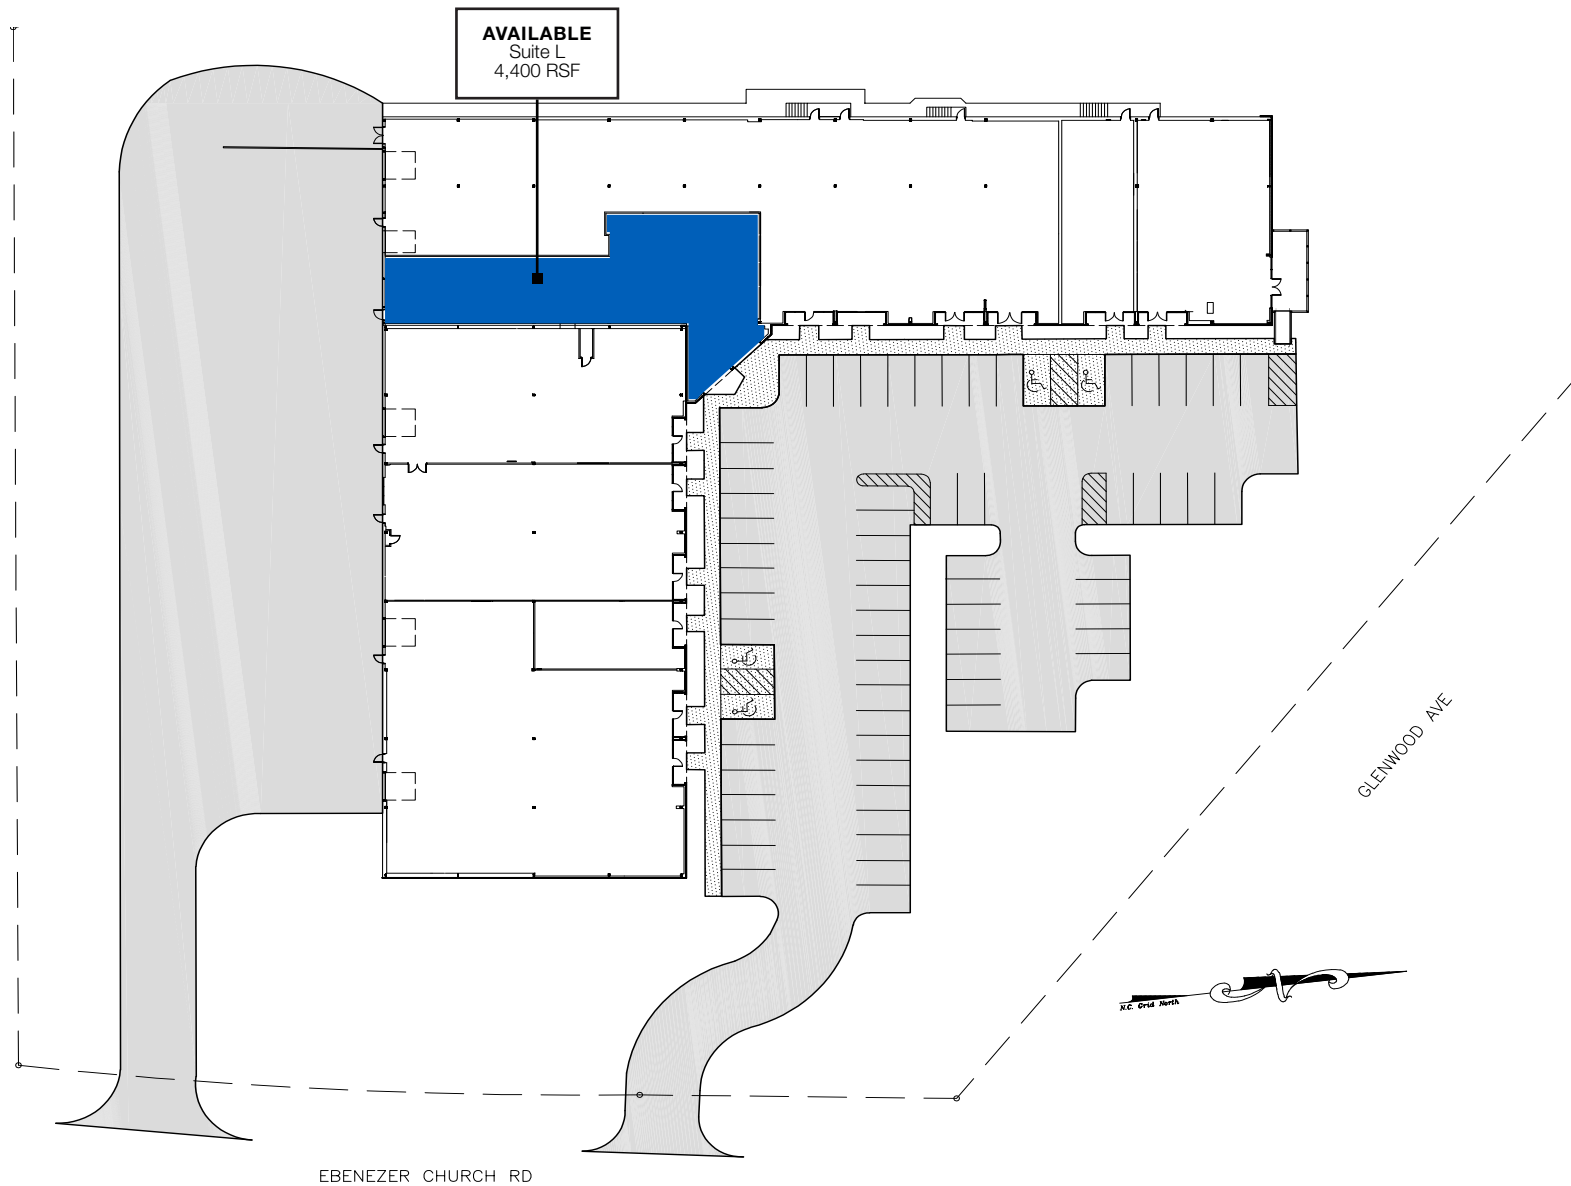 AVAILABLE
Suite L
4,400 RSF
GLENWOOD AVE
N.C. Grid North
EBENEZER CHURCH RD